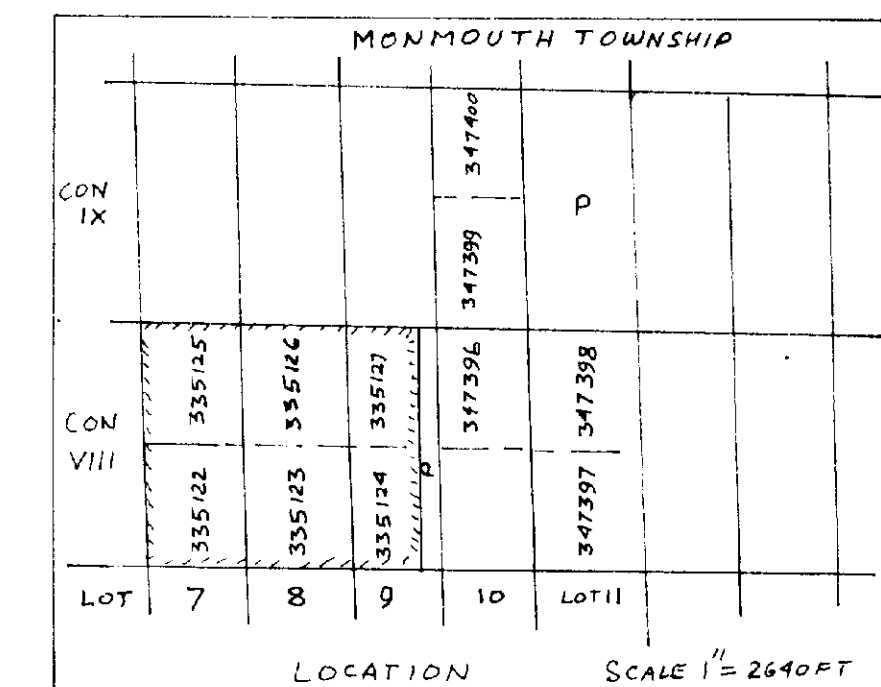 MONMOUTH TOWNSHIP
CON
IX
347400
347399
P
CON
VIII
335125
335126
335127
347396
347398
335122
335123
335124
P
347397
LOT 7 8 9 10 LOT 11
LOCATION
SCALE 1" = 2640 FT